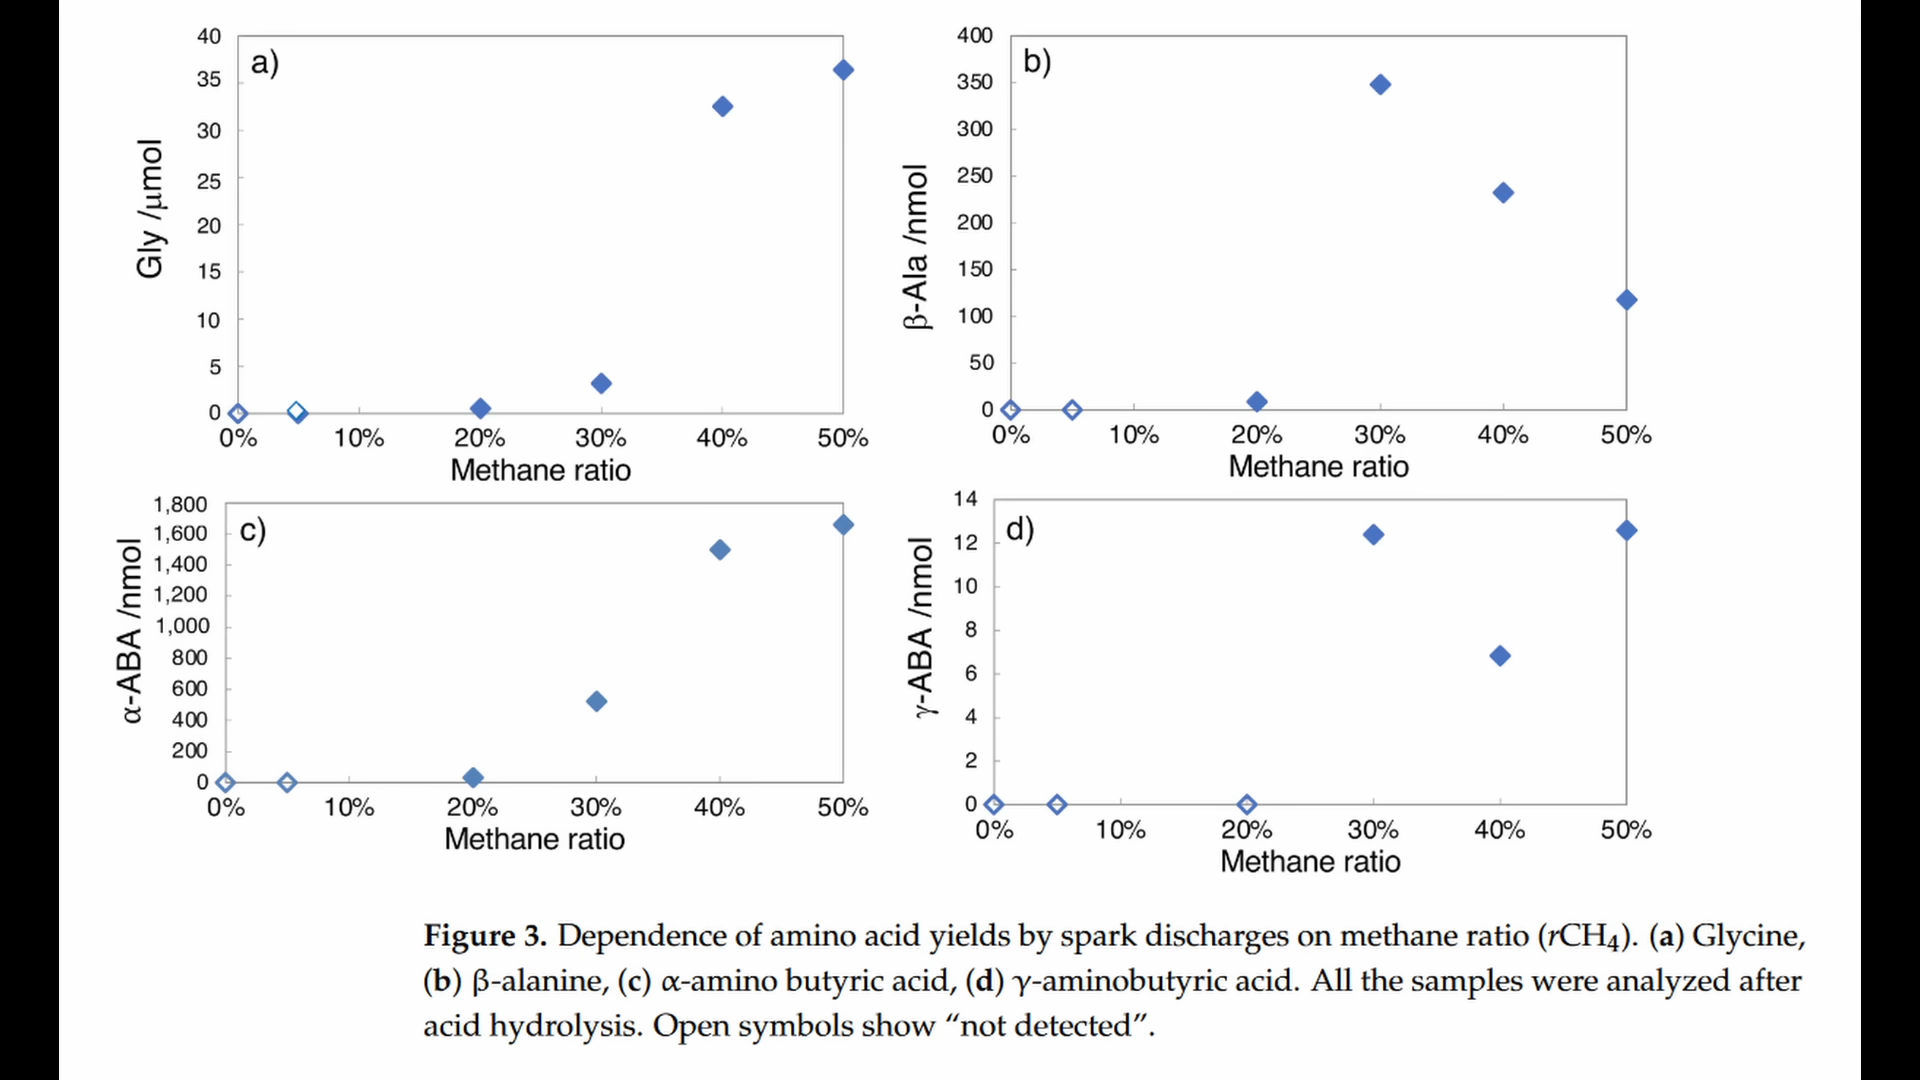 a)
40
35
30
25
20
15
10
5
0
Gly /μmol
0% 10% 20% 30% 40% 50%
Methane ratio
b)
400
350
300
250
200
150
100
50
0
β-Ala /nmol
0% 10% 20% 30% 40% 50%
Methane ratio
c)
1,800
1,600
1,400
1,200
1,000
800
600
400
200
0
α-ABA /nmol
0% 10% 20% 30% 40% 50%
Methane ratio
d)
14
12
10
8
6
4
2
0
γ-ABA /nmol
0% 10% 20% 30% 40% 50%
Methane ratio
Figure 3. Dependence of amino acid yields by spark discharges on methane ratio (rCH₄). (a) Glycine,
(b) β-alanine, (c) α-amino butyric acid, (d) γ-aminobutyric acid. All the samples were analyzed after
acid hydrolysis. Open symbols show “not detected”.